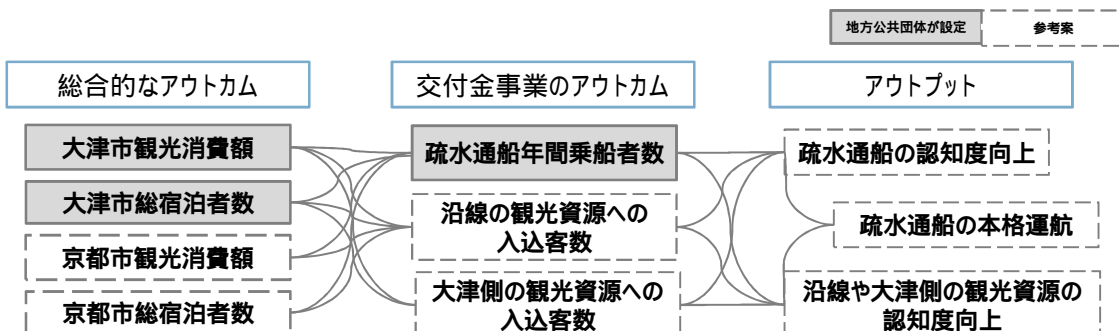 地方公共団体が設定
参考案
総合的なアウトカム
交付金事業のアウトカム
アウトプット
大津市観光消費額
大津市総宿泊者数
京都市観光消費額
京都市総宿泊者数
疏水通船年間乗船者数
沿線の観光資源への
入込客数
大津側の観光資源への
入込客数
疏水通船の認知度向上
疏水通船の本格運航
沿線や大津側の観光資源の
認知度向上